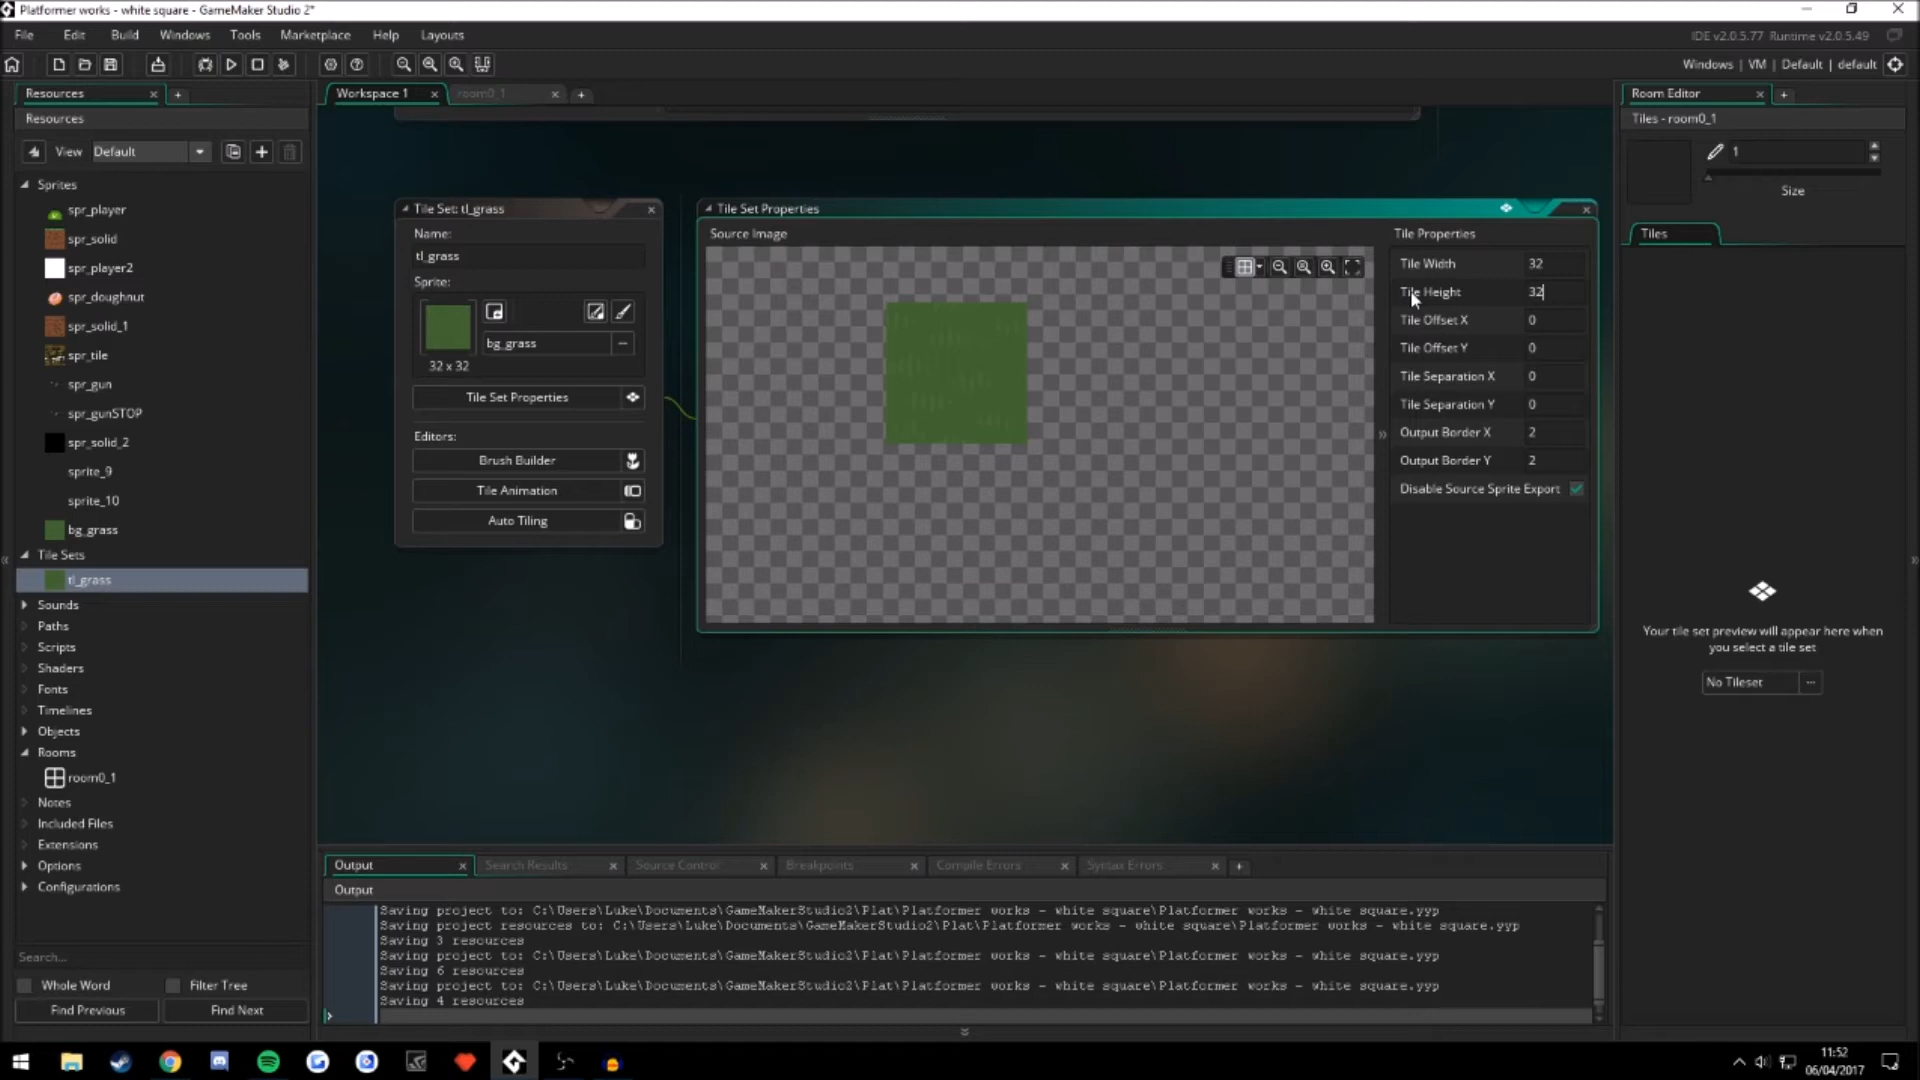 Platformer works - white square - GameMaker Studio 2*
File Edit Build Windows Tools Marketplace Help Layouts
IDE v2.0.5.77 Runtime v2.0.5.49
Windows | VM | Default | default
Resources
Workspace 1
room0_1
Room Editor
Resources
Tiles - room0_1
View Default
1
Size
Sprites
spr_player
spr_solid
spr_player2
spr_doughnut
spr_solid_1
spr_tile
spr_gun
spr_gunSTOP
spr_solid_2
sprite_9
sprite_10
bg_grass
Tile Sets
tl_grass
Sounds
Paths
Scripts
Shaders
Fonts
Timelines
Objects
Rooms
room0_1
Notes
Included Files
Extensions
Options
Configurations
Search...
Whole Word
Filter Tree
Find Previous
Find Next
Tile Set: tl_grass
Name:
tl_grass
Sprite:
bg_grass
32 x 32
Tile Set Properties
Editors:
Brush Builder
Tile Animation
Auto Tiling
Tile Set Properties
Source Image
Tile Properties
Tile Width 32
Tile Height 32
Tile Offset X 0
Tile Offset Y 0
Tile Separation X 0
Tile Separation Y 0
Output Border X 2
Output Border Y 2
Disable Source Sprite Export
Tiles
Your tile set preview will appear here when
you select a tile set
No Tileset
Output
Search Results
Source Control
Breakpoints
Compile Errors
Syntax Errors
Output
Saving project to: C:\Users\Luke\Documents\GameMakerStudio2\Plat\Platformer works - white square\Platformer works - white square.yyp
Saving project resources to: C:\Users\Luke\Documents\GameMakerStudio2\Plat\Platformer works - white square\Platformer works - white square.yyp
Saving 3 resources
Saving project to: C:\Users\Luke\Documents\GameMakerStudio2\Plat\Platformer works - white square\Platformer works - white square.yyp
Saving 6 resources
Saving project to: C:\Users\Luke\Documents\GameMakerStudio2\Plat\Platformer works - white square\Platformer works - white square.yyp
Saving 4 resources
11:52
06/04/2017